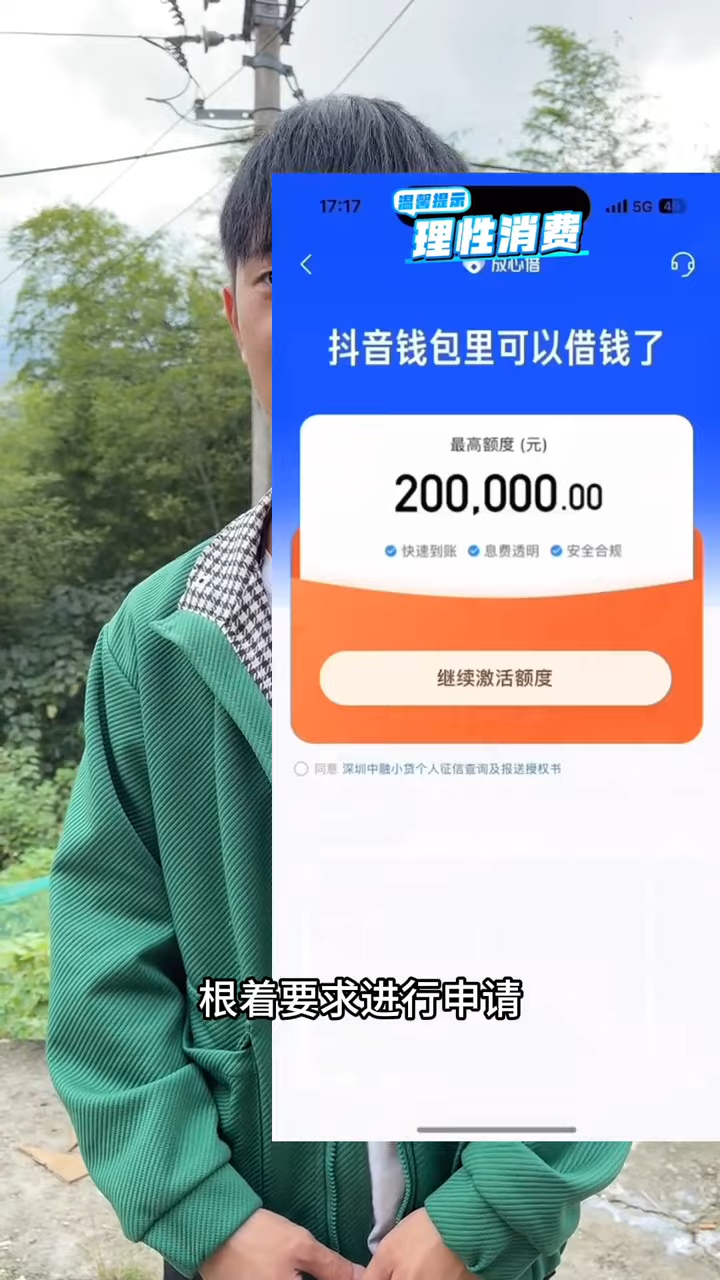 17:17
温馨提示
5G
理性消费
放心借
抖音钱包里可以借钱了
最高额度 (元)
200,000.00
快速到账 息费透明 安全合规
继续激活额度
同意 深圳中融小贷个人征信查询及报送授权书
根着要求进行申请